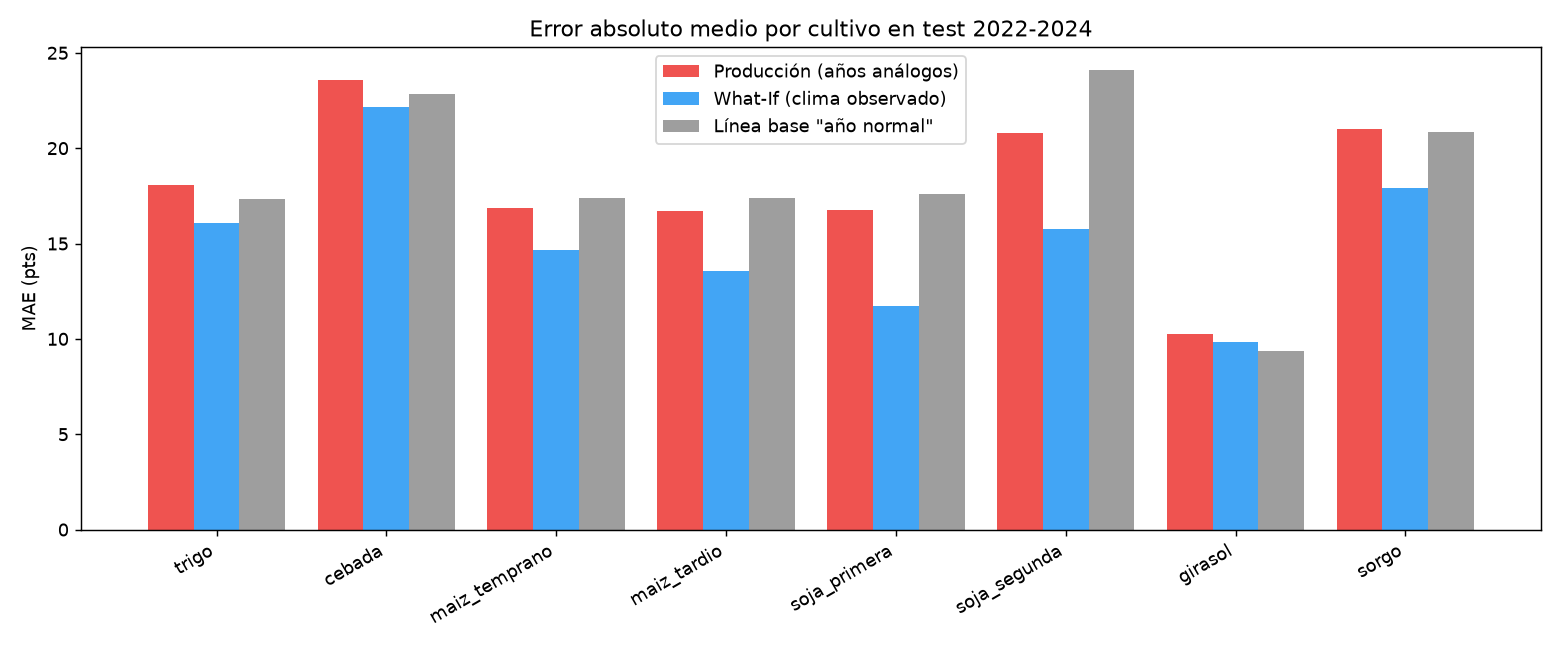 Error absoluto medio por cultivo en test 2022-2024
Producción (años análogos)
What-If (clima observado)
Línea base "año normal"
MAE (pts)
25
20
15
10
5
0
trigo
cebada
maiz_temprano
maiz_tardio
soja_primera
soja_segunda
girasol
sorgo